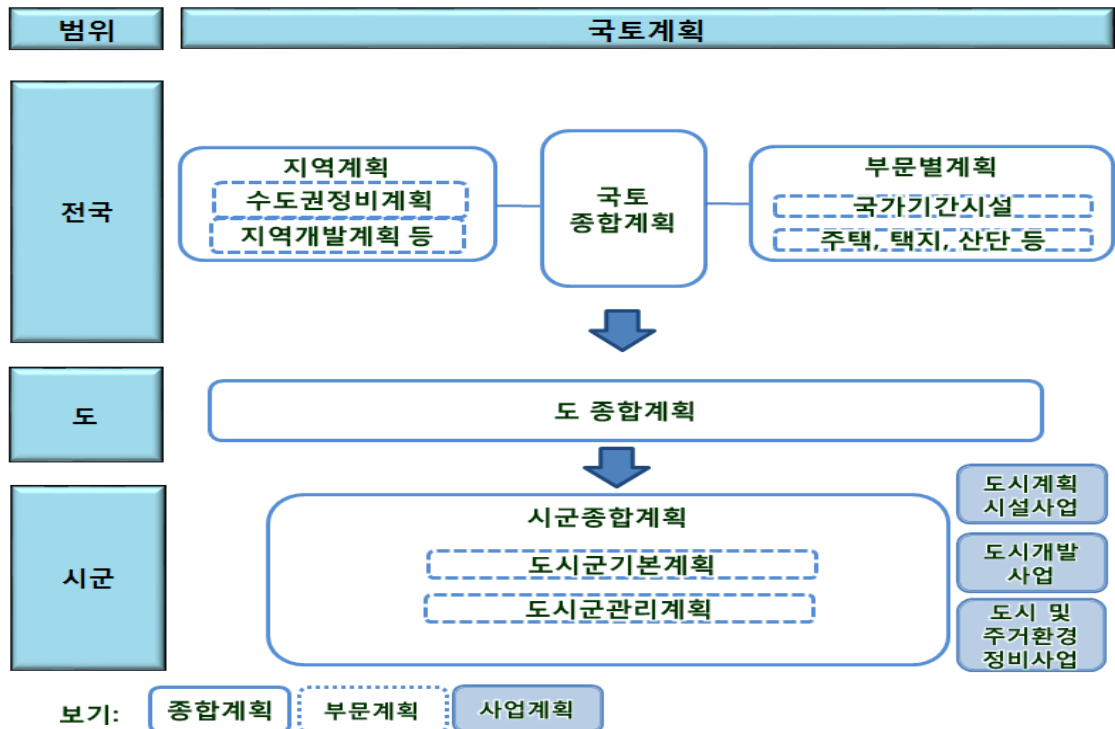 범위
국토계획
전국
지역계획
수도권정비계획
지역개발계획 등
국토
종합계획
부문별계획
국가기간시설
주택, 택지, 산단 등
도
도 종합계획
시군
시군종합계획
도시군기본계획
도시군관리계획
도시계획
시설사업
도시개발
사업
도시 및
주거환경
정비사업
보기: 종합계획 부문계획 사업계획